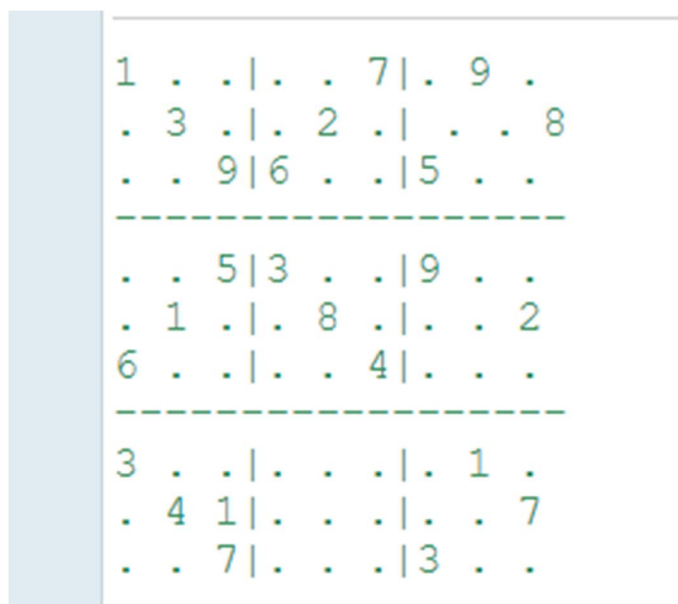 1 . .|. . 7|. 9 .
. 3 .|. 2 .| . . 8
. . 9|6 . .|5 . .
------------------
. . 5|3 . .|9 . .
. 1 .|. 8 .|. . 2
6 . .|. . 4|. . .
------------------
3 . .|. . .|. 1 .
. 4 1|. . .|. . 7
. . 7|. . .|3 . .